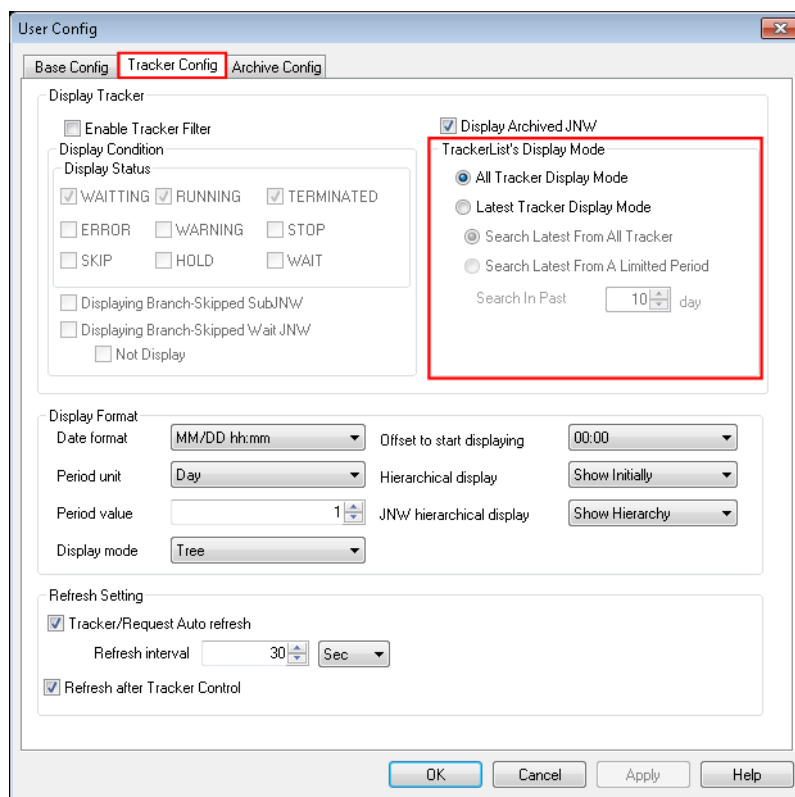 User Config
Base Config Tracker Config Archive Config
Display Tracker
Enable Tracker Filter
Display Archived JNW
Display Condition
TrackerList's Display Mode
Display Status
All Tracker Display Mode
WAITTING RUNNING TERMINATED
Latest Tracker Display Mode
ERROR WARNING STOP
Search Latest From All Tracker
SKIP HOLD WAIT
Search Latest From A Limitted Period
Search In Past 10 day
Displaying Branch-Skipped SubJNW
Displaying Branch-Skipped Wait JNW
Not Display
Display Format
Date format MM/DD hh:mm Offset to start displaying 00:00
Period unit Day Hierarchical display Show Initially
Period value 1 JNW hierarchical display Show Hierarchy
Display mode Tree
Refresh Setting
Tracker/Request Auto refresh
Refresh interval 30 Sec
Refresh after Tracker Control
OK Cancel Apply Help